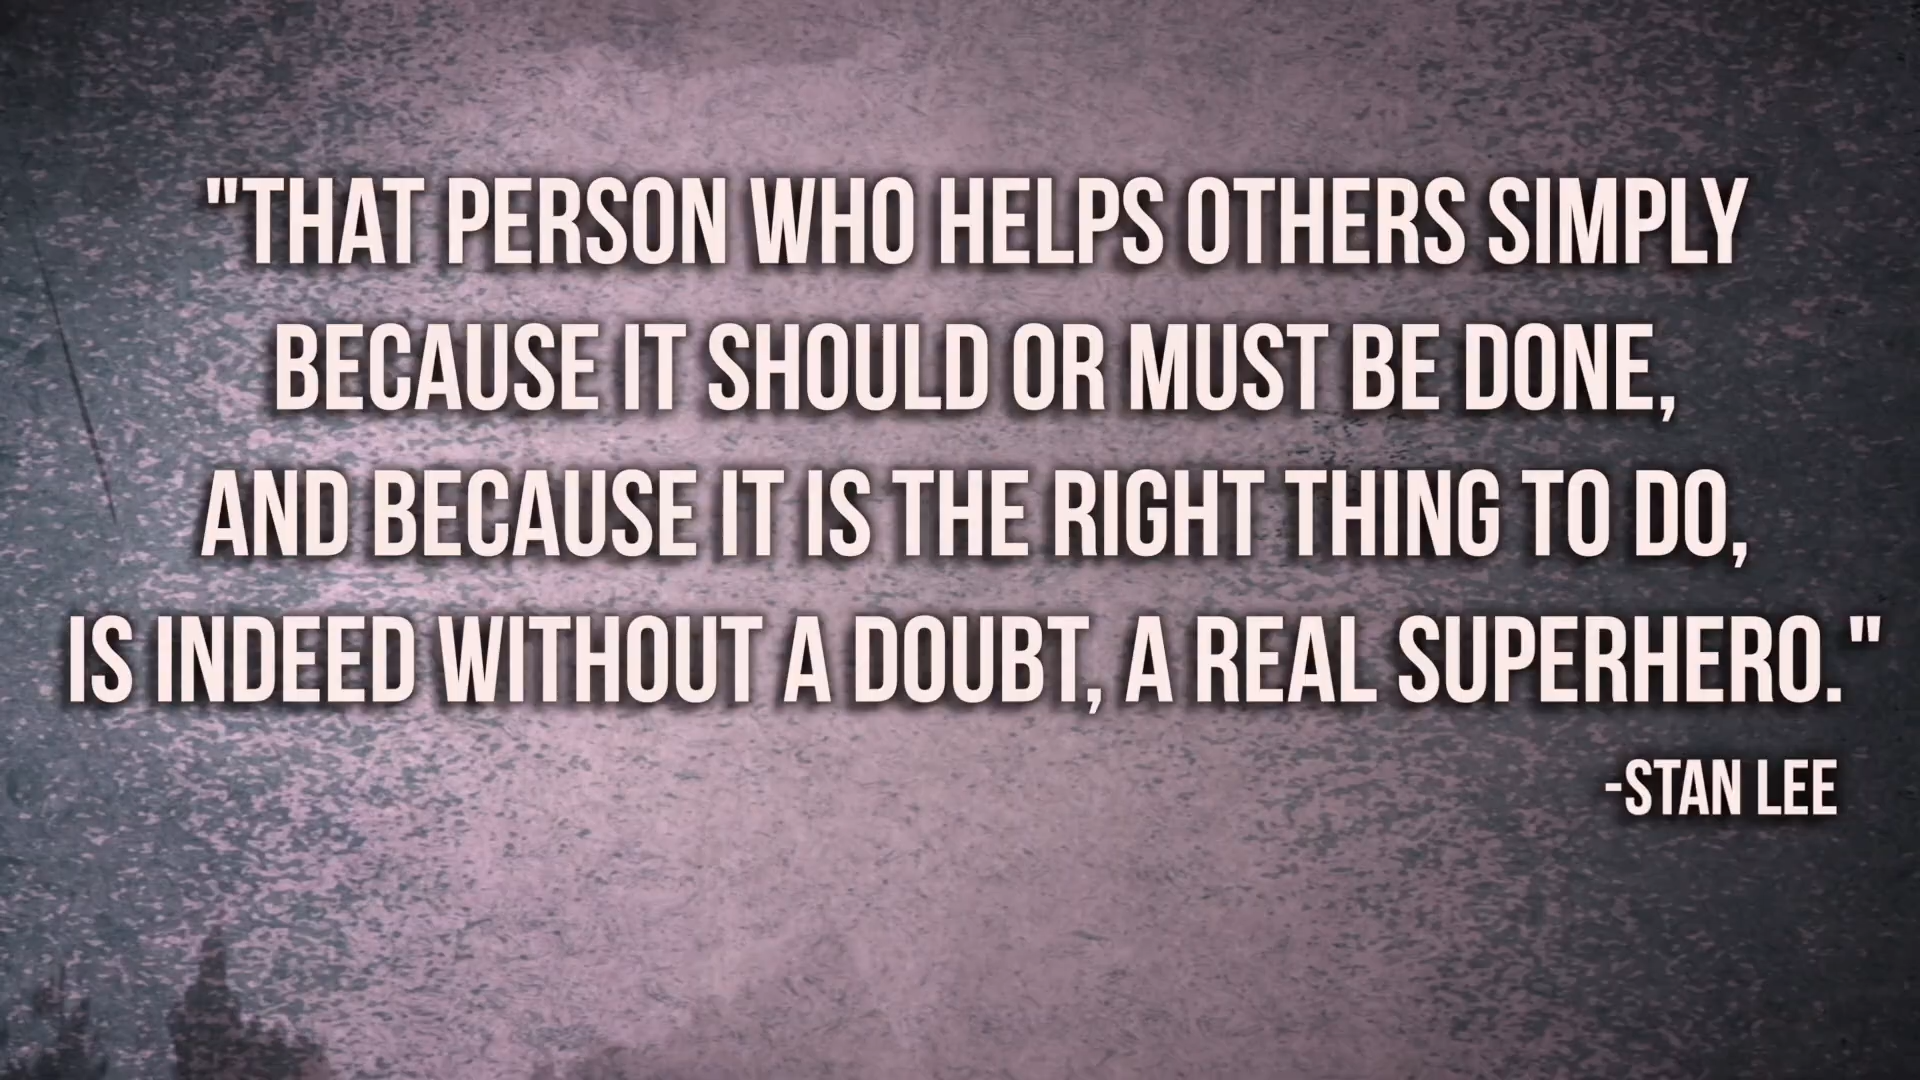 "THAT PERSON WHO HELPS OTHERS SIMPLY
BECAUSE IT SHOULD OR MUST BE DONE,
AND BECAUSE IT IS THE RIGHT THING TO DO,
IS INDEED WITHOUT A DOUBT, A REAL SUPERHERO."
-STAN LEE